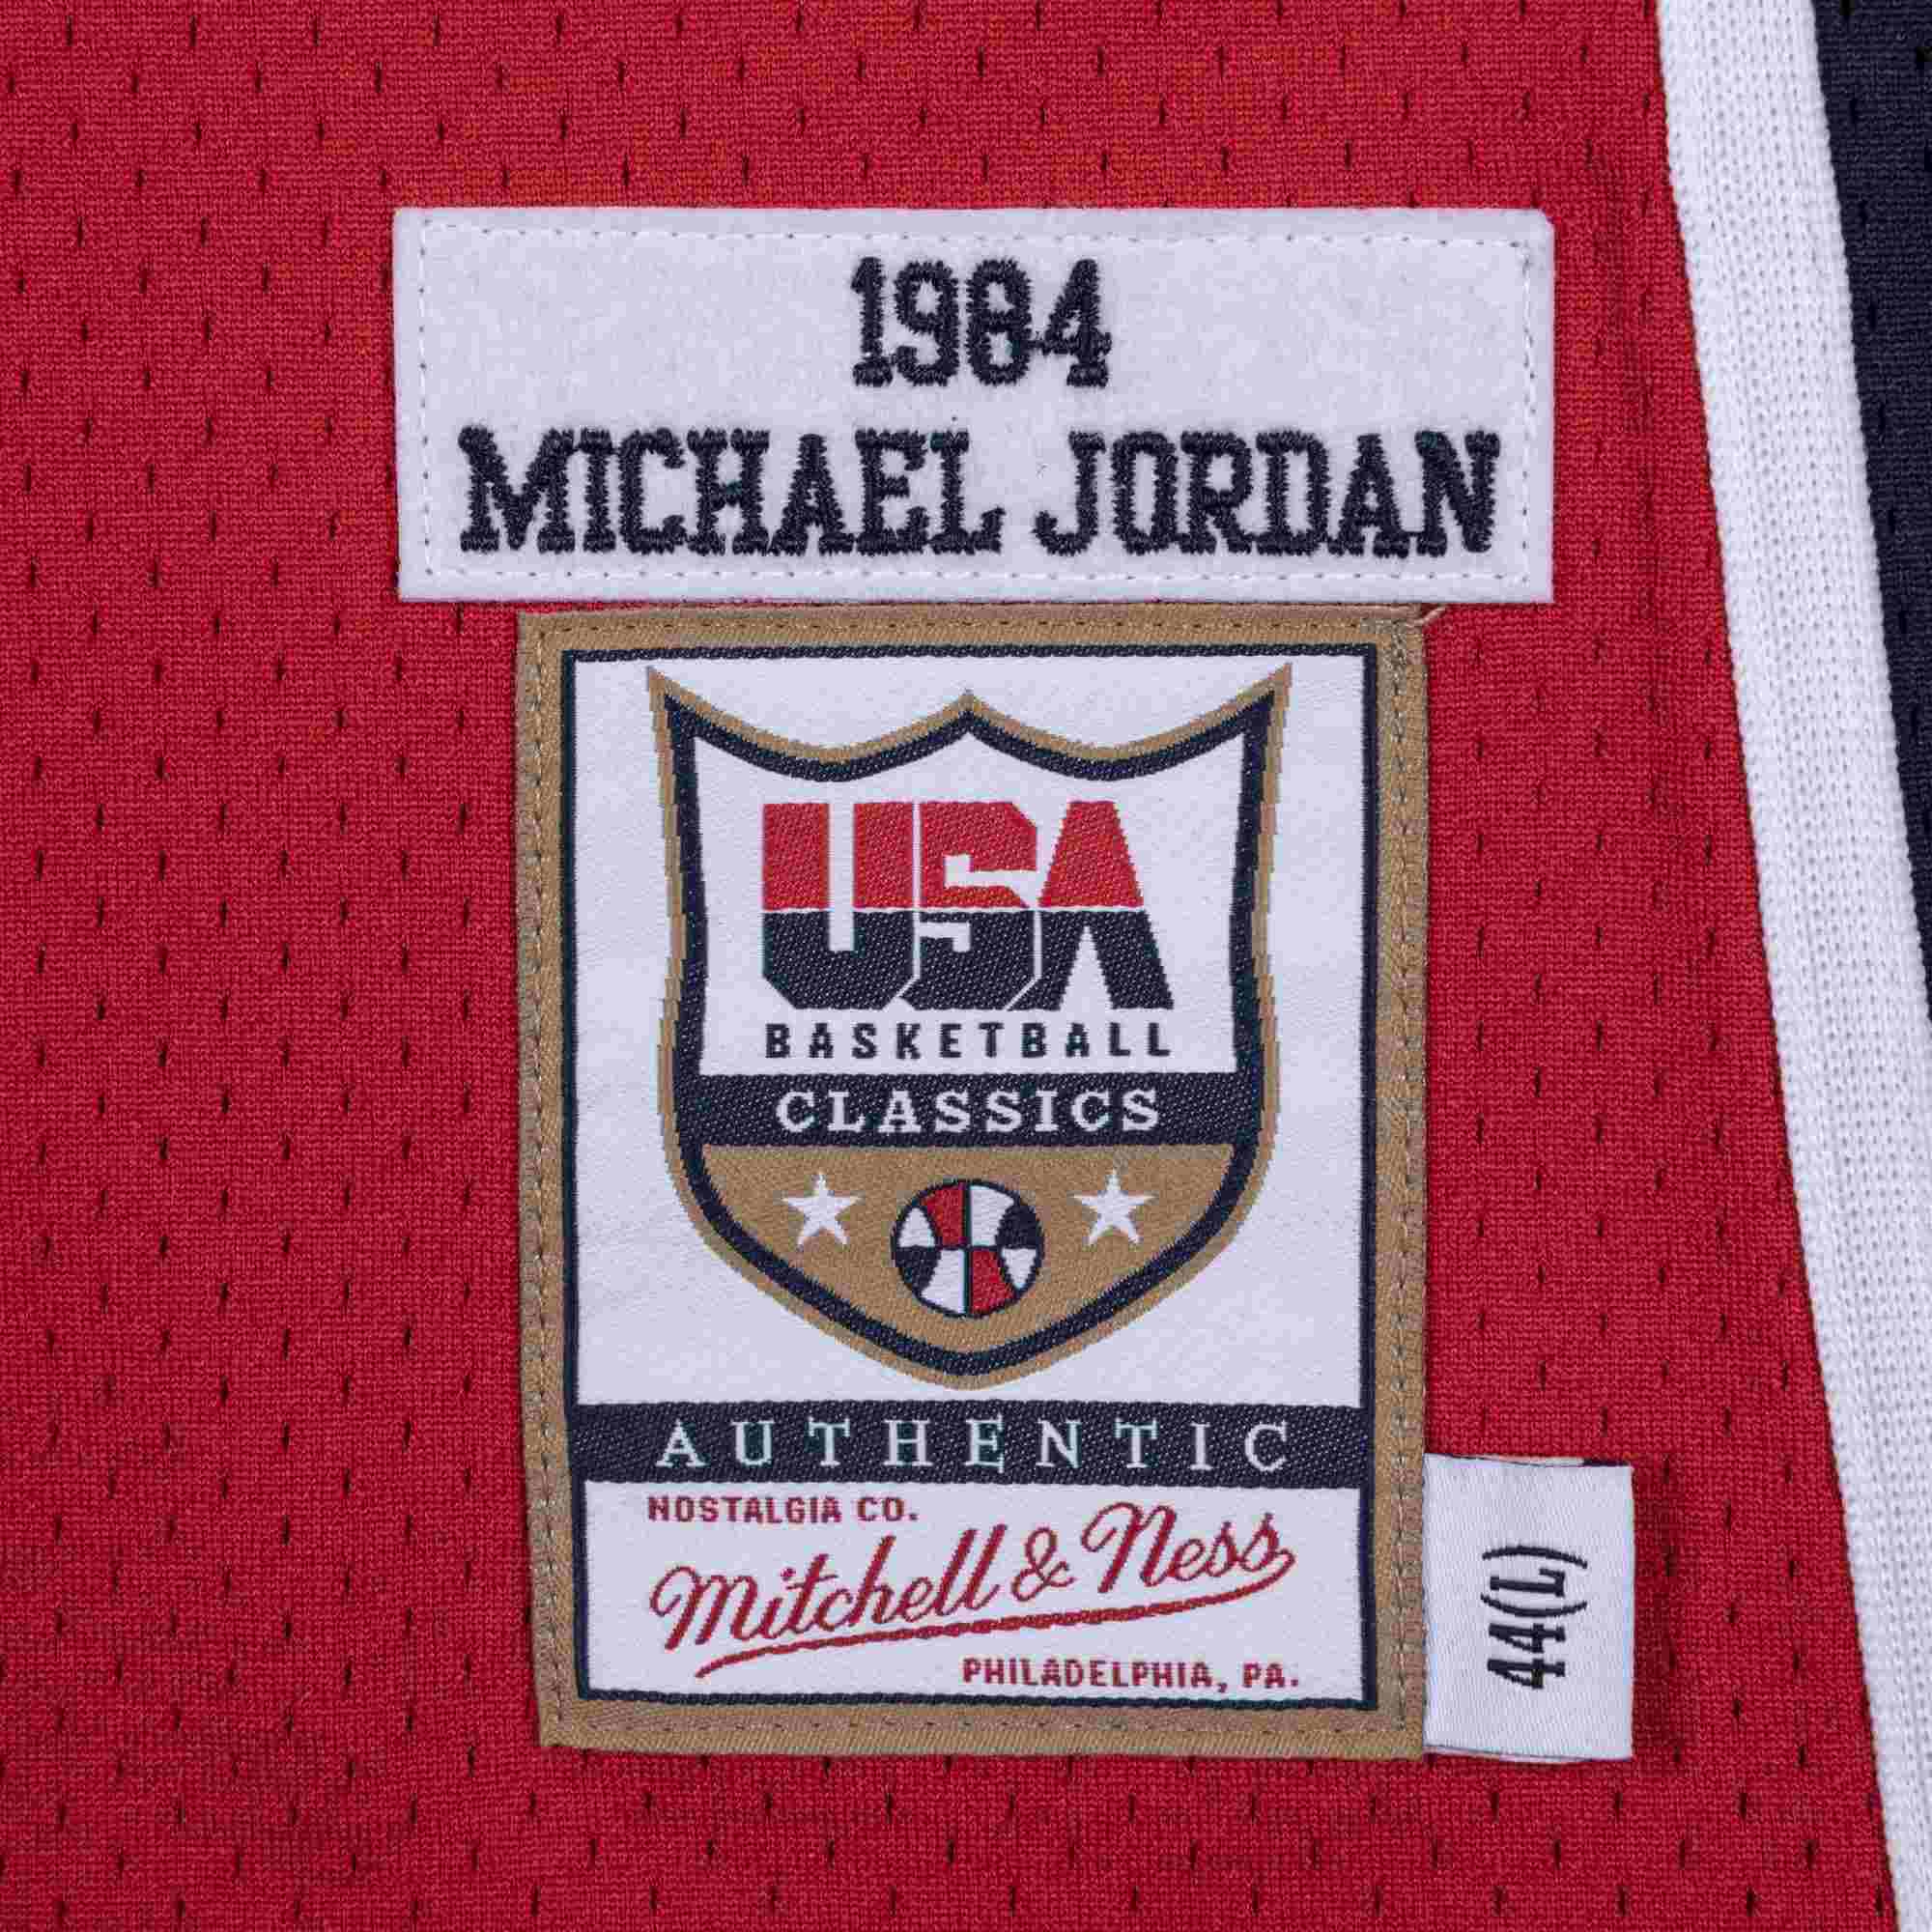 1984
MICHAEL JORDAN
USA
BASKETBALL
CLASSICS
AUTHENTIC
NOSTALGIA CO.
Mitchell & Ness
PHILADELPHIA, PA.
44(L)